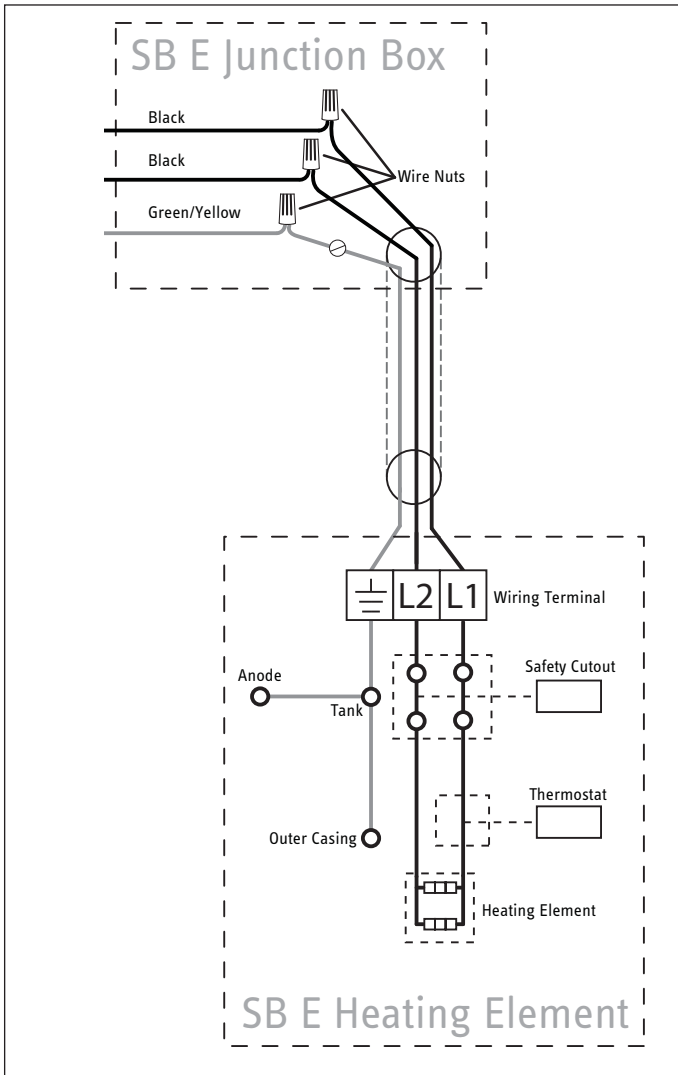 SB E Junction Box
Black
Black
Wire Nuts
Green/Yellow
L2 L1 Wiring Terminal
Safety Cutout
Anode
Tank
Thermostat
Outer Casing
Heating Element
SB E Heating Element